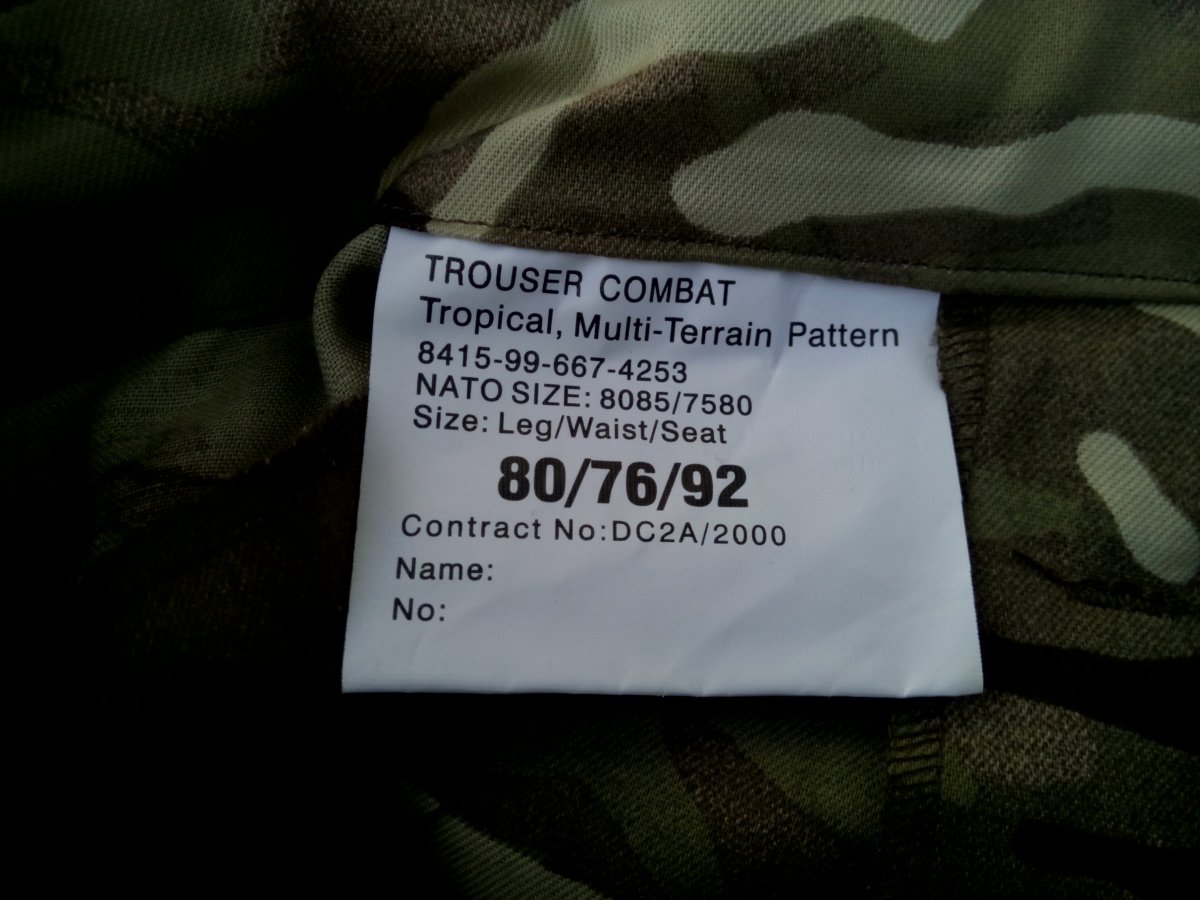 TROUSER COMBAT
Tropical, Multi-Terrain Pattern
8415-99-667-4253
NATO SIZE: 8085/7580
Size: Leg/Waist/Seat
80/76/92
Contract No:DC2A/2000
Name:
No: